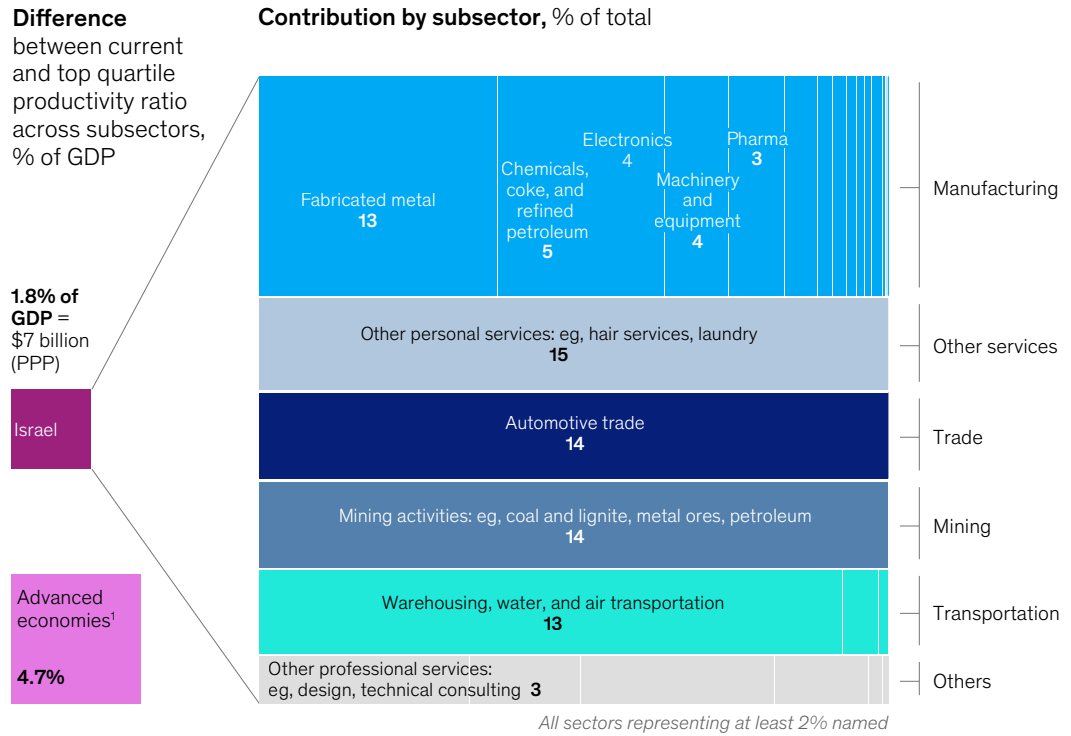 Difference
between current
and top quartile
productivity ratio
across subsectors,
% of GDP
Contribution by subsector, % of total
1.8% of
GDP =
$7 billion
(PPP)
Israel
Advanced
economies¹
4.7%
Fabricated metal
13
Chemicals,
coke, and
refined
petroleum
5
Electronics
4
Machinery
and
equipment
4
Pharma
3
Manufacturing
Other personal services: eg, hair services, laundry
15
Other services
Automotive trade
14
Trade
Mining activities: eg, coal and lignite, metal ores, petroleum
14
Mining
Warehousing, water, and air transportation
13
Transportation
Other professional services:
eg, design, technical consulting 3
Others
All sectors representing at least 2% named